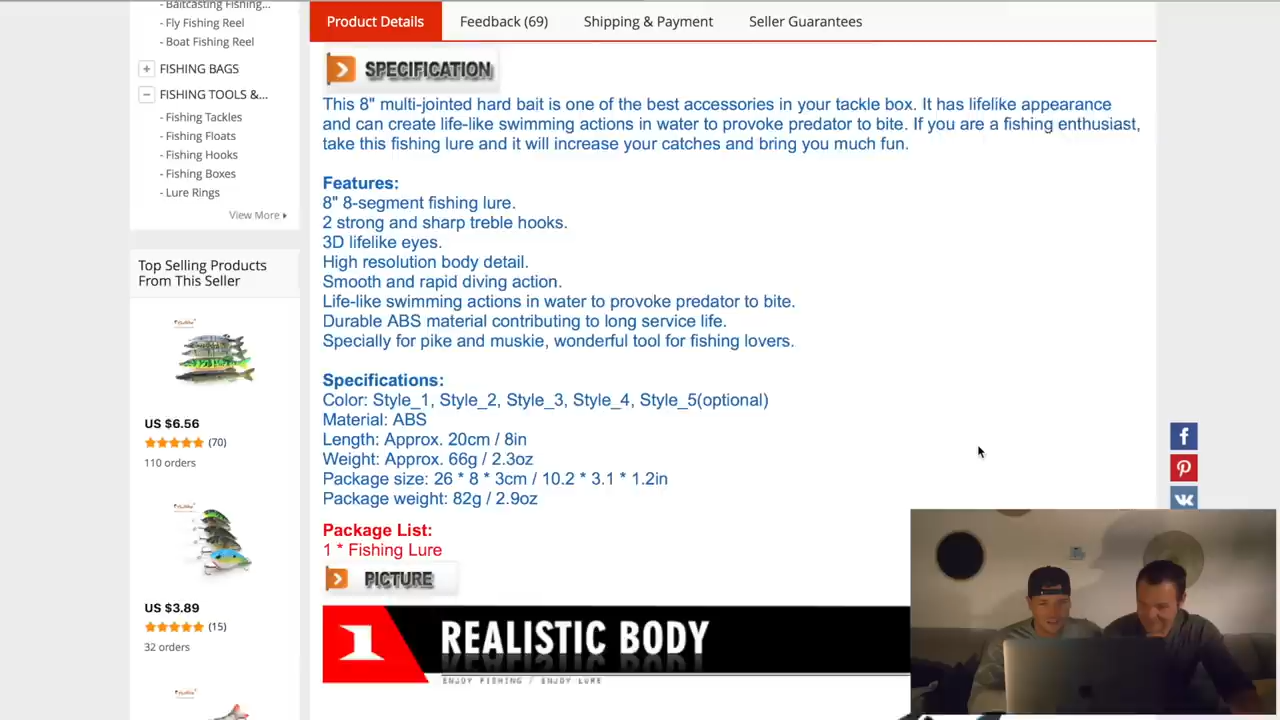 - Baitcasting Fishing...
- Fly Fishing Reel
- Boat Fishing Reel
+ FISHING BAGS
− FISHING TOOLS &...
- Fishing Tackles
- Fishing Floats
- Fishing Hooks
- Fishing Boxes
- Lure Rings
View More
Top Selling Products
From This Seller
US $6.56
(70)
110 orders
US $3.89
(15)
32 orders
Product Details Feedback (69) Shipping & Payment Seller Guarantees
SPECIFICATION
This 8" multi-jointed hard bait is one of the best accessories in your tackle box. It has lifelike appearance
and can create life-like swimming actions in water to provoke predator to bite. If you are a fishing enthusiast,
take this fishing lure and it will increase your catches and bring you much fun.
Features:
8" 8-segment fishing lure.
2 strong and sharp treble hooks.
3D lifelike eyes.
High resolution body detail.
Smooth and rapid diving action.
Life-like swimming actions in water to provoke predator to bite.
Durable ABS material contributing to long service life.
Specially for pike and muskie, wonderful tool for fishing lovers.
Specifications:
Color: Style_1, Style_2, Style_3, Style_4, Style_5(optional)
Material: ABS
Length: Approx. 20cm / 8in
Weight: Approx. 66g / 2.3oz
Package size: 26 * 8 * 3cm / 10.2 * 3.1 * 1.2in
Package weight: 82g / 2.9oz
Package List:
1 * Fishing Lure
PICTURE
1 REALISTIC BODY
ENJOY FISHING / ENJOY LURE